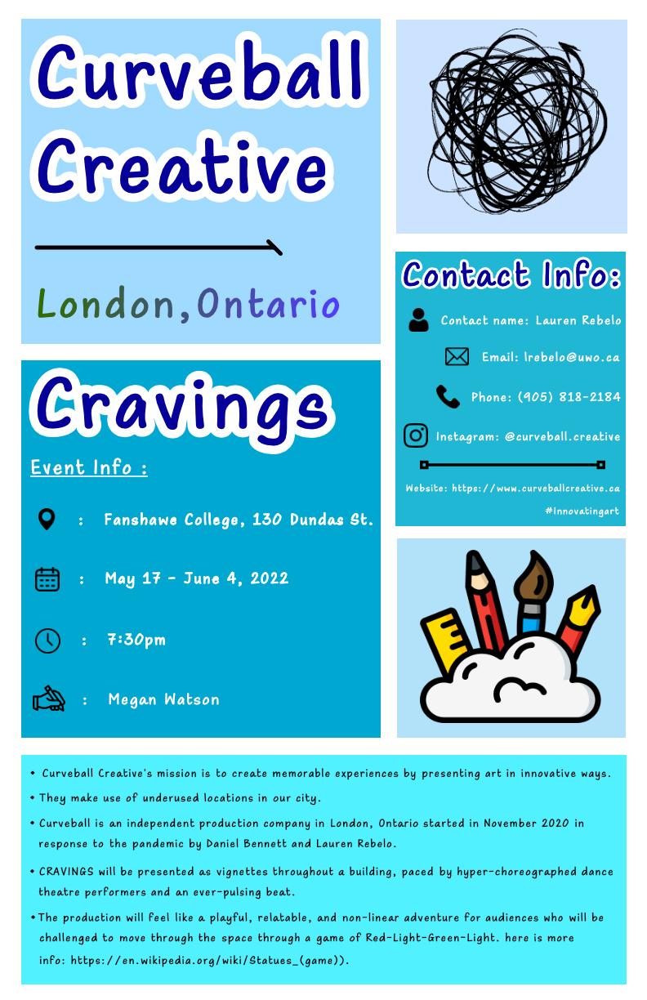 Curveball
Creative
London,Ontario
Contact Info:
Contact name: Lauren Rebelo
Email: lrebelo@uwo.ca
Phone: (905) 818-2184
Instagram: @curveball.creative
Website: https://www.curveballcreative.ca
#Innovatingart
Cravings
Event Info :
: Fanshawe College, 130 Dundas St.
: May 17 - June 4, 2022
: 7:30pm
: Megan Watson
• Curveball Creative's mission is to create memorable experiences by presenting art in innovative ways.
• They make use of underused locations in our city.
• Curveball is an independent production company in London, Ontario started in November 2020 in
response to the pandemic by Daniel Bennett and Lauren Rebelo.
• CRAVINGS will be presented as vignettes throughout a building, paced by hyper-choreographed dance
theatre performers and an ever-pulsing beat.
• The production will feel like a playful, relatable, and non-linear adventure for audiences who will be
challenged to move through the space through a game of Red-Light-Green-Light. here is more
info: https://en.wikipedia.org/wiki/Statues_(game)).